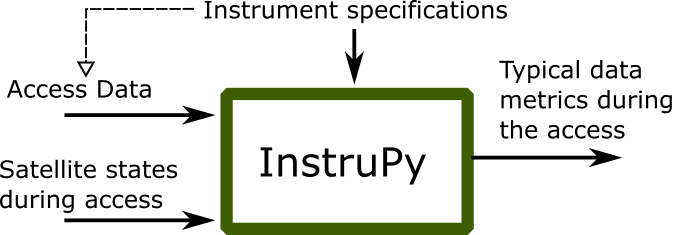 Instrument specifications
Access Data
Typical data
metrics during
the access
InstruPy
Satellite states
during access